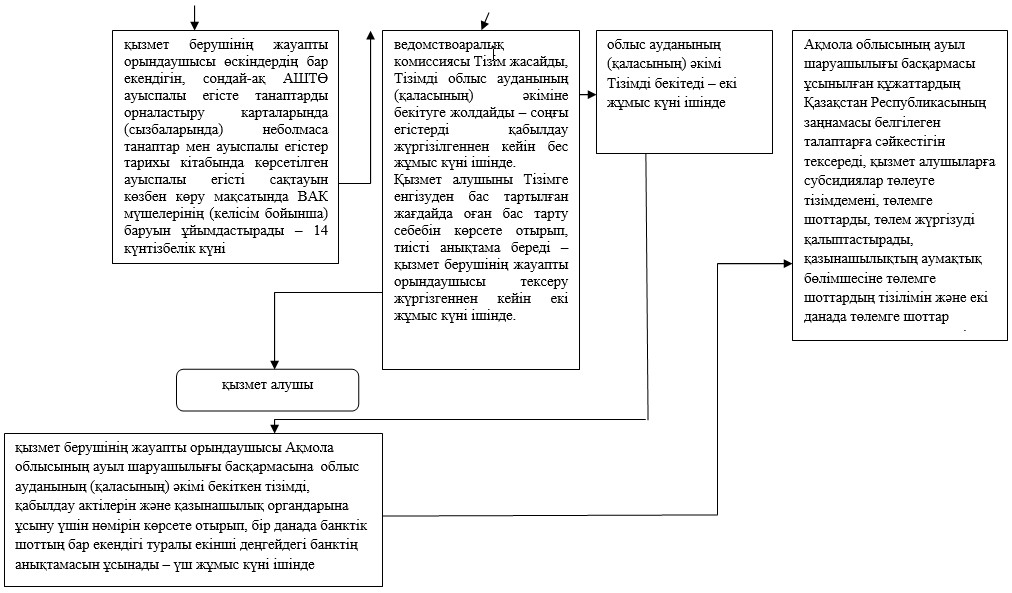 қызмет берушінің жауапты
орындаушысы өскіндердің бар
екендігін, сондай-ақ АШТӨ
ауыспалы егісте танаптарды
орналастыру карталарында
(сызбаларында) неболмаса
танаптар мен ауыспалы егістер
тарихы кітабында көрсетілген
ауыспалы егісті сақтауын
көзбен көру мақсатында ВАК
мүшелерінің (келісім бойынша)
баруын ұйымдастырады – 14
күнтізбелік күні
ведомствоаралық
комиссиясы Тізім жасайды,
Тізімді облыс ауданының
(қаласының) әкіміне
бекітуге жолдайды – соңғы
егістерді қабылдау
жүргізілгеннен кейін бес
жұмыс күні ішінде.
Қызмет алушыны Тізімге
енгізуден бас тартылған
жағдайда оған бас тарту
себебін көрсете отырып,
тиісті анықтама береді –
қызмет берушінің жауапты
орындаушысы тексеру
жүргізгеннен кейін екі
жұмыс күні ішінде.
облыс ауданының
(қаласының) әкімі
Тізімді бекітеді – екі
жұмыс күні ішінде
Ақмола облысының ауыл
шаруашылығы басқармасы
ұсынылған құжаттардың
Қазақстан Республикасының
заңнамасы белгілеген
талаптарға сәйкестігін
тексереді, қызмет алушыларға
субсидиялар төлеуге
тізімдемені, төлемге
шоттарды, төлем жүргізуді
қалыптастырады,
қазынашылықтың аумақтық
бөлімшесіне төлемге
шоттардың тізілімін және екі
данада төлемге шоттар
қызмет алушы
қызмет берушінің жауапты орындаушысы Ақмола
облысының ауыл шаруашылығы басқармасына облыс
ауданының (қаласының) әкімі бекіткен тізімді,
қабылдау актілерін және қазынашылық органдарына
ұсыну үшін нөмірін көрсете отырып, бір данада банктік
шоттың бар екендігі туралы екінші деңгейдегі банктің
анықтамасын ұсынады – үш жұмыс күні ішінде